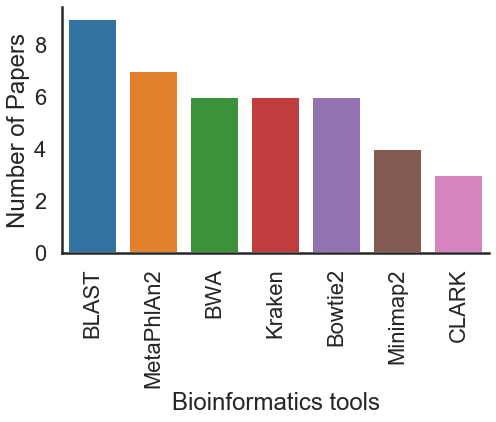 Number of Papers
8
6
4
2
0
BLAST
MetaPhlAn2
BWA
Kraken
Bowtie2
Minimap2
CLARK
Bioinformatics tools